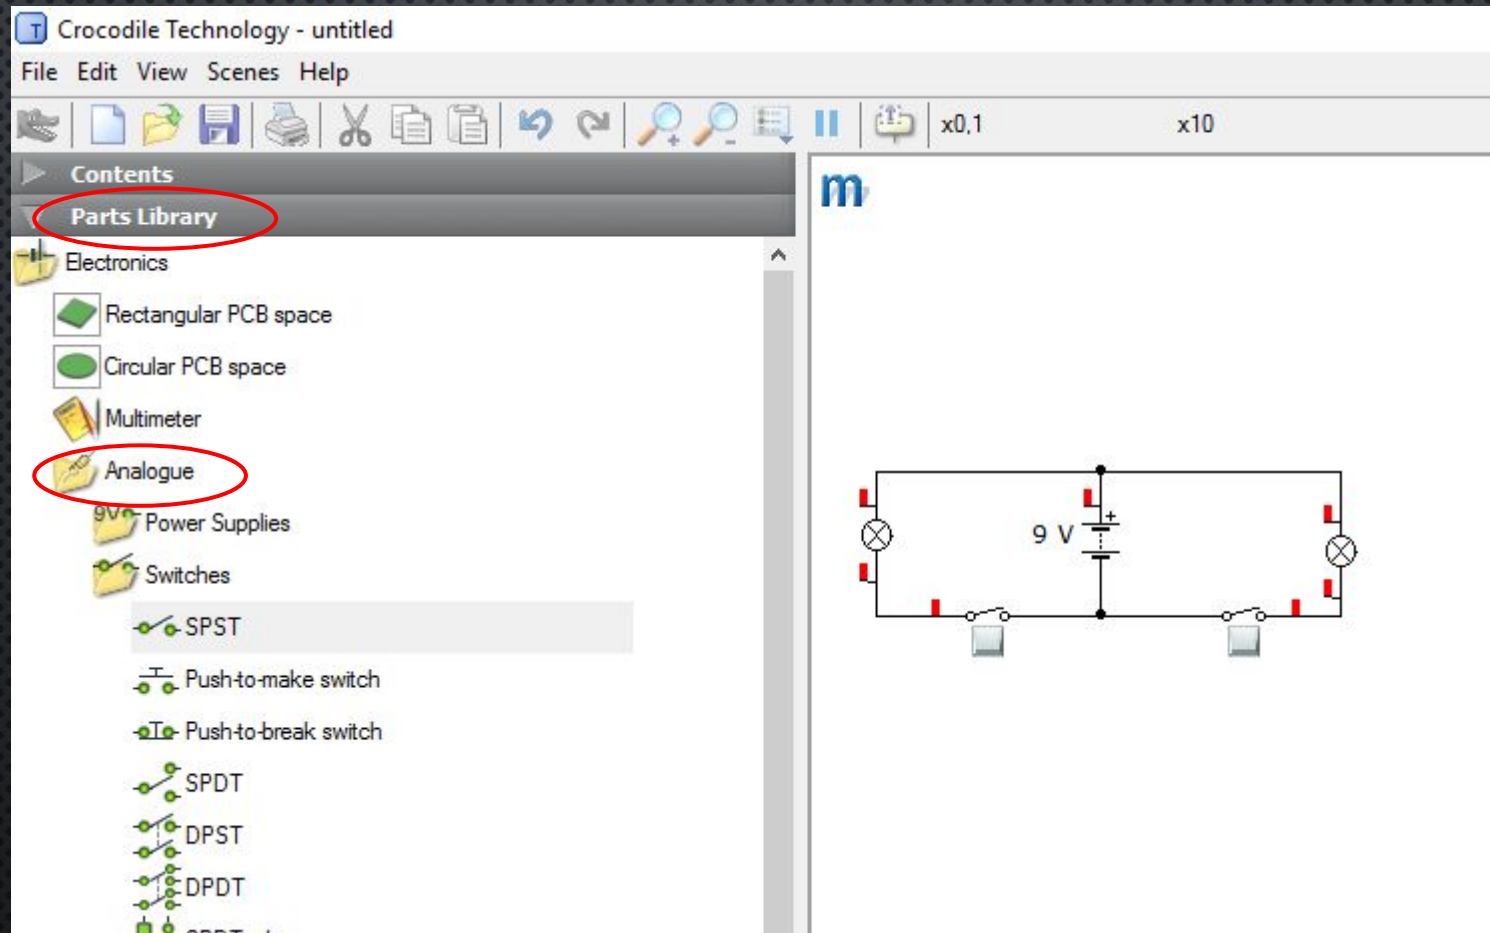 Crocodile Technology - untitled
File Edit View Scenes Help
x0,1 x10
Contents
Parts Library
Electronics
Rectangular PCB space
Circular PCB space
Multimeter
Analogue
9V
Power Supplies
Switches
SPST
Push-to-make switch
Push-to-break switch
SPDT
DPST
DPDT
m
9 V
+